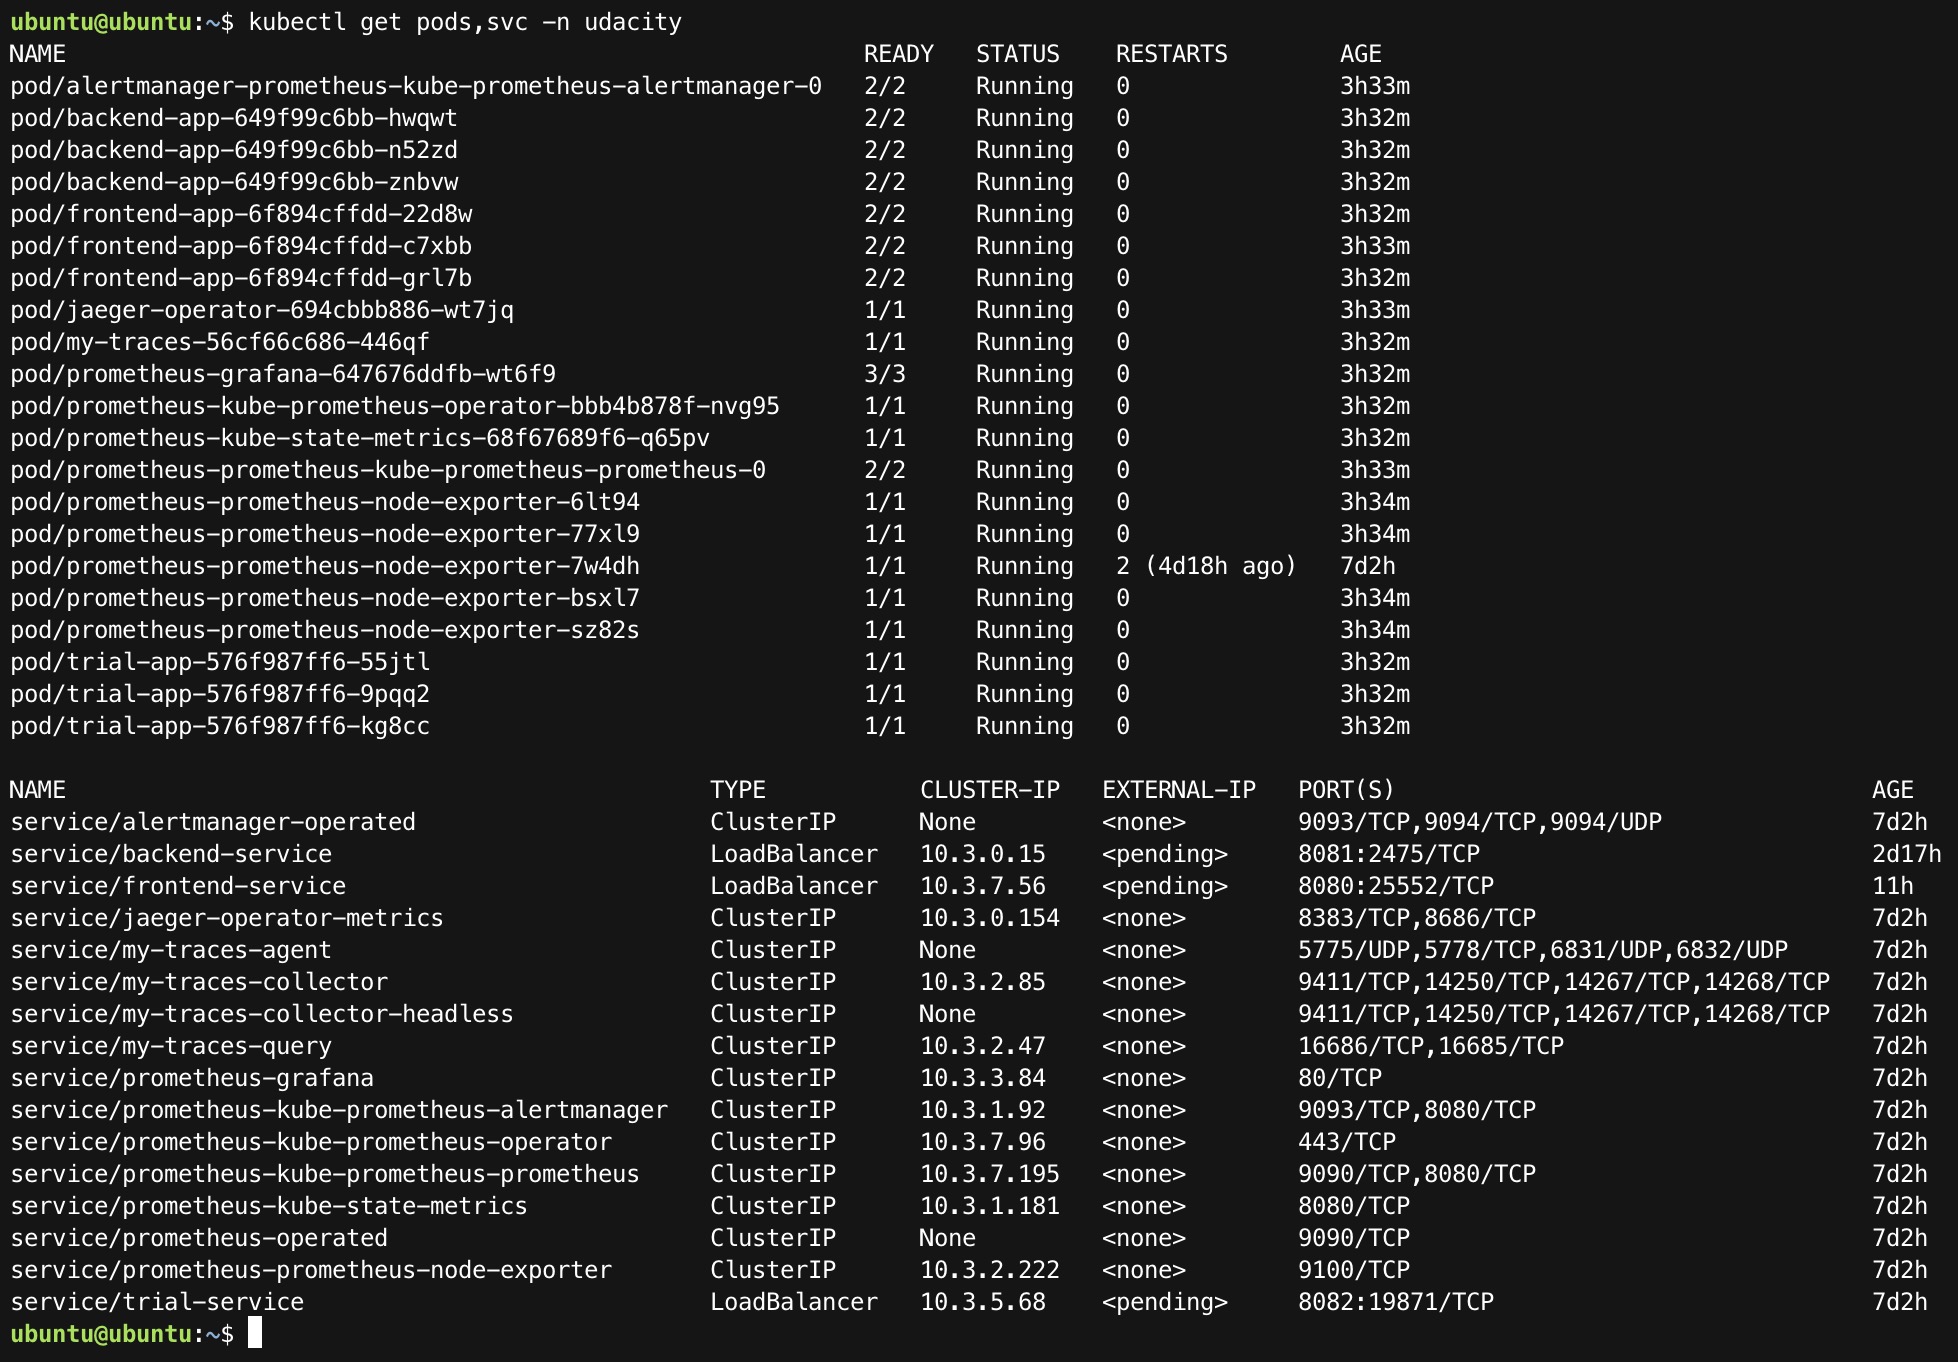 ubuntu@ubuntu:~$ kubectl get pods,svc -n udacity
NAME READY STATUS RESTARTS AGE
pod/alertmanager-prometheus-kube-prometheus-alertmanager-0 2/2 Running 0 3h33m
pod/backend-app-649f99c6bb-hwqwt 2/2 Running 0 3h32m
pod/backend-app-649f99c6bb-n52zd 2/2 Running 0 3h32m
pod/backend-app-649f99c6bb-znbvw 2/2 Running 0 3h32m
pod/frontend-app-6f894cffdd-22d8w 2/2 Running 0 3h32m
pod/frontend-app-6f894cffdd-c7xbb 2/2 Running 0 3h33m
pod/frontend-app-6f894cffdd-grl7b 2/2 Running 0 3h32m
pod/jaeger-operator-694cbbb886-wt7jq 1/1 Running 0 3h33m
pod/my-traces-56cf66c686-446qf 1/1 Running 0 3h32m
pod/prometheus-grafana-647676ddfb-wt6f9 3/3 Running 0 3h32m
pod/prometheus-kube-prometheus-operator-bbb4b878f-nvg95 1/1 Running 0 3h32m
pod/prometheus-kube-state-metrics-68f67689f6-q65pv 1/1 Running 0 3h32m
pod/prometheus-prometheus-kube-prometheus-prometheus-0 2/2 Running 0 3h33m
pod/prometheus-prometheus-node-exporter-6lt94 1/1 Running 0 3h34m
pod/prometheus-prometheus-node-exporter-77xl9 1/1 Running 0 3h34m
pod/prometheus-prometheus-node-exporter-7w4dh 1/1 Running 2 (4d18h ago) 7d2h
pod/prometheus-prometheus-node-exporter-bsxl7 1/1 Running 0 3h34m
pod/prometheus-prometheus-node-exporter-sz82s 1/1 Running 0 3h34m
pod/trial-app-576f987ff6-55jtl 1/1 Running 0 3h32m
pod/trial-app-576f987ff6-9pqq2 1/1 Running 0 3h32m
pod/trial-app-576f987ff6-kg8cc 1/1 Running 0 3h32m
NAME TYPE CLUSTER-IP EXTERNAL-IP PORT(S) AGE
service/alertmanager-operated ClusterIP None <none> 9093/TCP,9094/TCP,9094/UDP 7d2h
service/backend-service LoadBalancer 10.3.0.15 <pending> 8081:2475/TCP 2d17h
service/frontend-service LoadBalancer 10.3.7.56 <pending> 8080:25552/TCP 11h
service/jaeger-operator-metrics ClusterIP 10.3.0.154 <none> 8383/TCP,8686/TCP 7d2h
service/my-traces-agent ClusterIP None <none> 5775/UDP,5778/TCP,6831/UDP,6832/UDP 7d2h
service/my-traces-collector ClusterIP 10.3.2.85 <none> 9411/TCP,14250/TCP,14267/TCP,14268/TCP 7d2h
service/my-traces-collector-headless ClusterIP None <none> 9411/TCP,14250/TCP,14267/TCP,14268/TCP 7d2h
service/my-traces-query ClusterIP 10.3.2.47 <none> 16686/TCP,16685/TCP 7d2h
service/prometheus-grafana ClusterIP 10.3.3.84 <none> 80/TCP 7d2h
service/prometheus-kube-prometheus-alertmanager ClusterIP 10.3.1.92 <none> 9093/TCP,8080/TCP 7d2h
service/prometheus-kube-prometheus-operator ClusterIP 10.3.7.96 <none> 443/TCP 7d2h
service/prometheus-kube-prometheus-prometheus ClusterIP 10.3.7.195 <none> 9090/TCP,8080/TCP 7d2h
service/prometheus-kube-state-metrics ClusterIP 10.3.1.181 <none> 8080/TCP 7d2h
service/prometheus-operated ClusterIP None <none> 9090/TCP 7d2h
service/prometheus-prometheus-node-exporter ClusterIP 10.3.2.222 <none> 9100/TCP 7d2h
service/trial-service LoadBalancer 10.3.5.68 <pending> 8082:19871/TCP 7d2h
ubuntu@ubuntu:~$